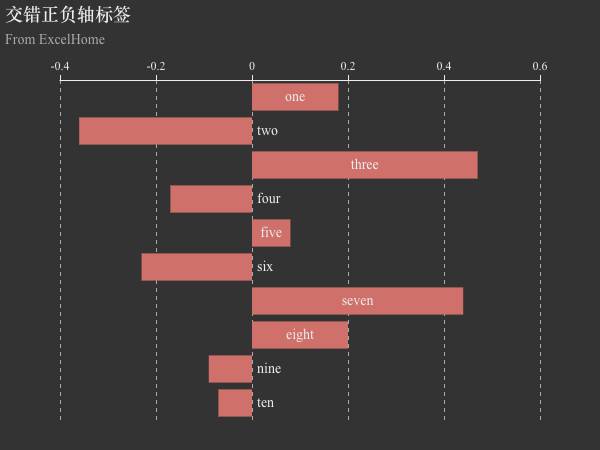 交错正负轴标签
From ExcelHome
-0.4 -0.2 0 0.2 0.4 0.6
one
two
three
four
five
six
seven
eight
nine
ten